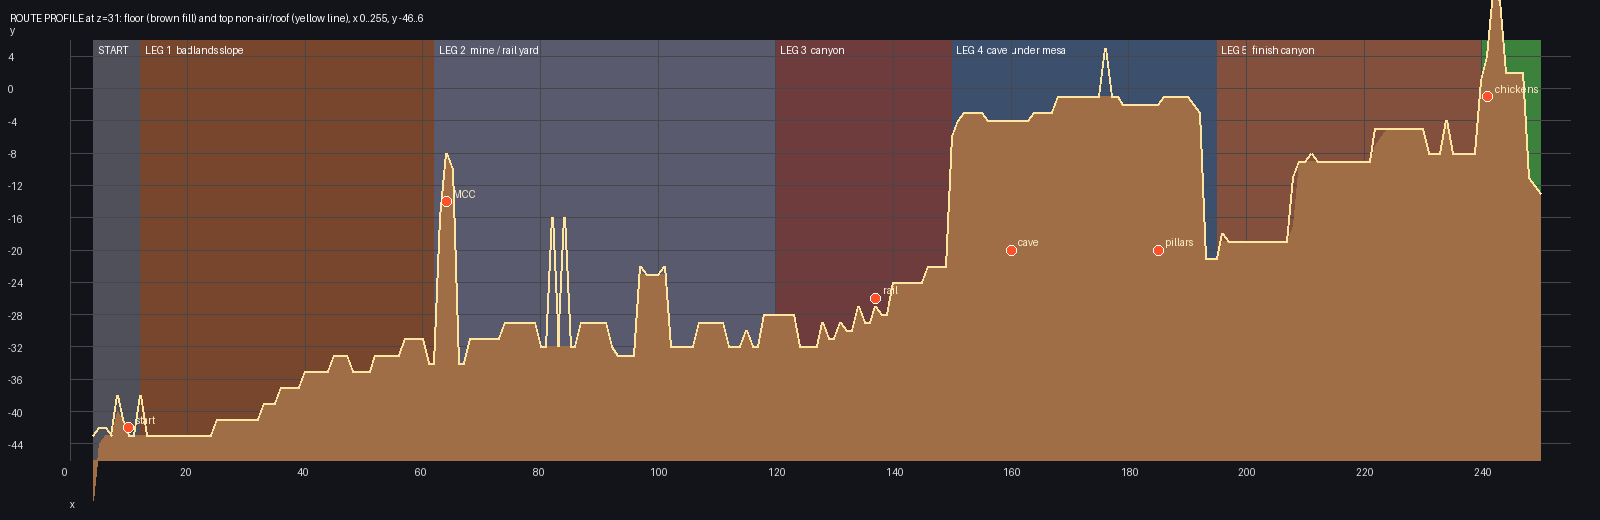 ROUTE PROFILE at z=31: floor (brown fill) and top non-air/roof (yellow line), x 0..255, y -46..6
y
START
LEG 1 badlands slope
LEG 2 mine / rail yard
LEG 3 canyon
LEG 4 cave under mesa
LEG 5 finish canyon
4
0
chickens
-4
-8
-12
MCC
-16
-20
cave
pillars
-24
rail
-28
-32
-36
-40
start
-44
0
20
40
60
80
100
120
140
160
180
200
220
240
x